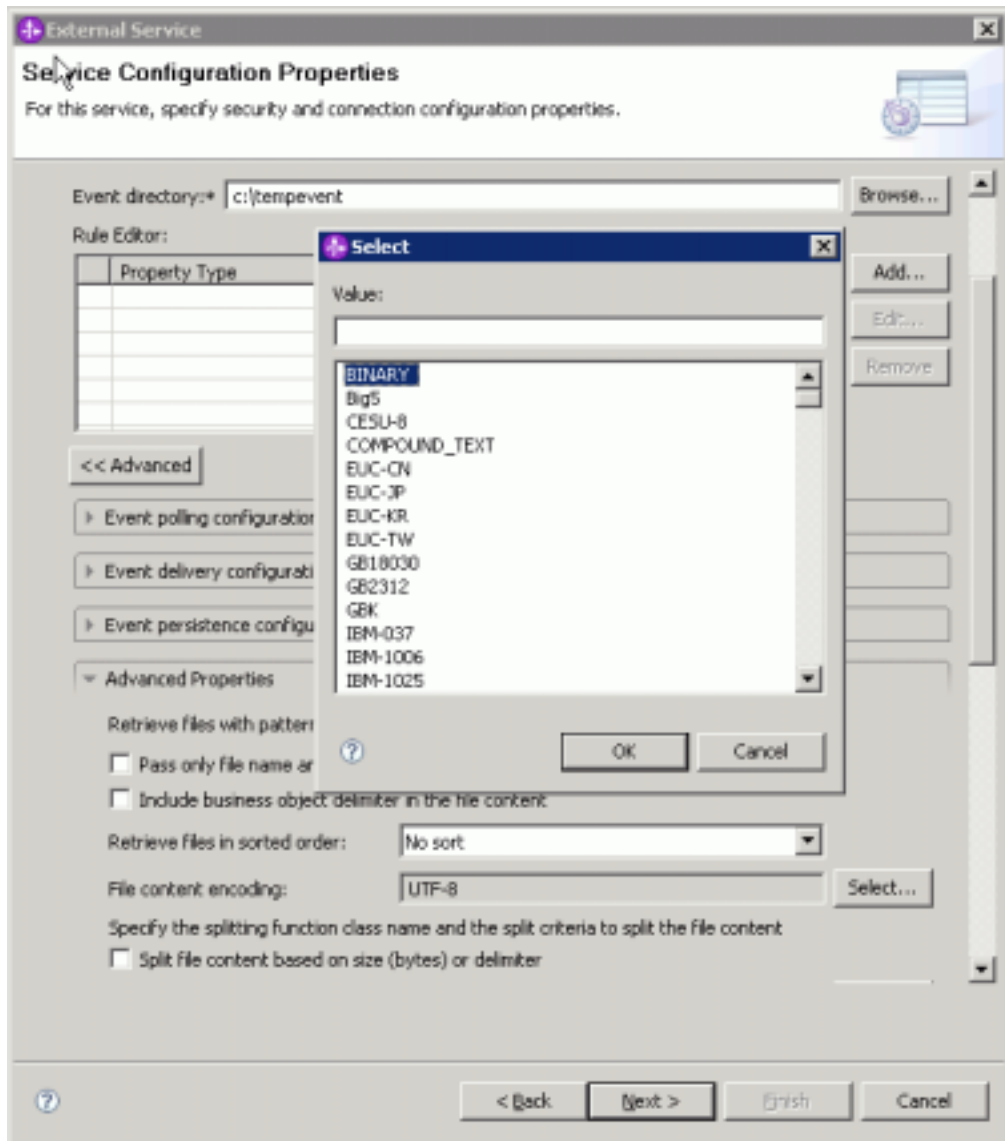 External Service
Service Configuration Properties
For this service, specify security and connection configuration properties.
Event directory:* c:\tempevent Browse...
Rule Editor:
Property Type
Add...
Edit...
Remove
<< Advanced
Event polling configuration
Event delivery configurati
Event persistence configu
Advanced Properties
Retrieve files with pattern
Pass only file name an
Include business object delimiter in the file content
Retrieve files in sorted order: No sort
File content encoding: UTF-8 Select...
Specify the splitting function class name and the split criteria to split the file content
Split file content based on size (bytes) or delimiter
Select
Value:
BINARY
Big5
CESU-8
COMPOUND_TEXT
EUC-CN
EUC-JP
EUC-KR
EUC-TW
GB18030
GB2312
GBK
IBM-037
IBM-1006
IBM-1025
OK Cancel
< Back Next > Finish Cancel